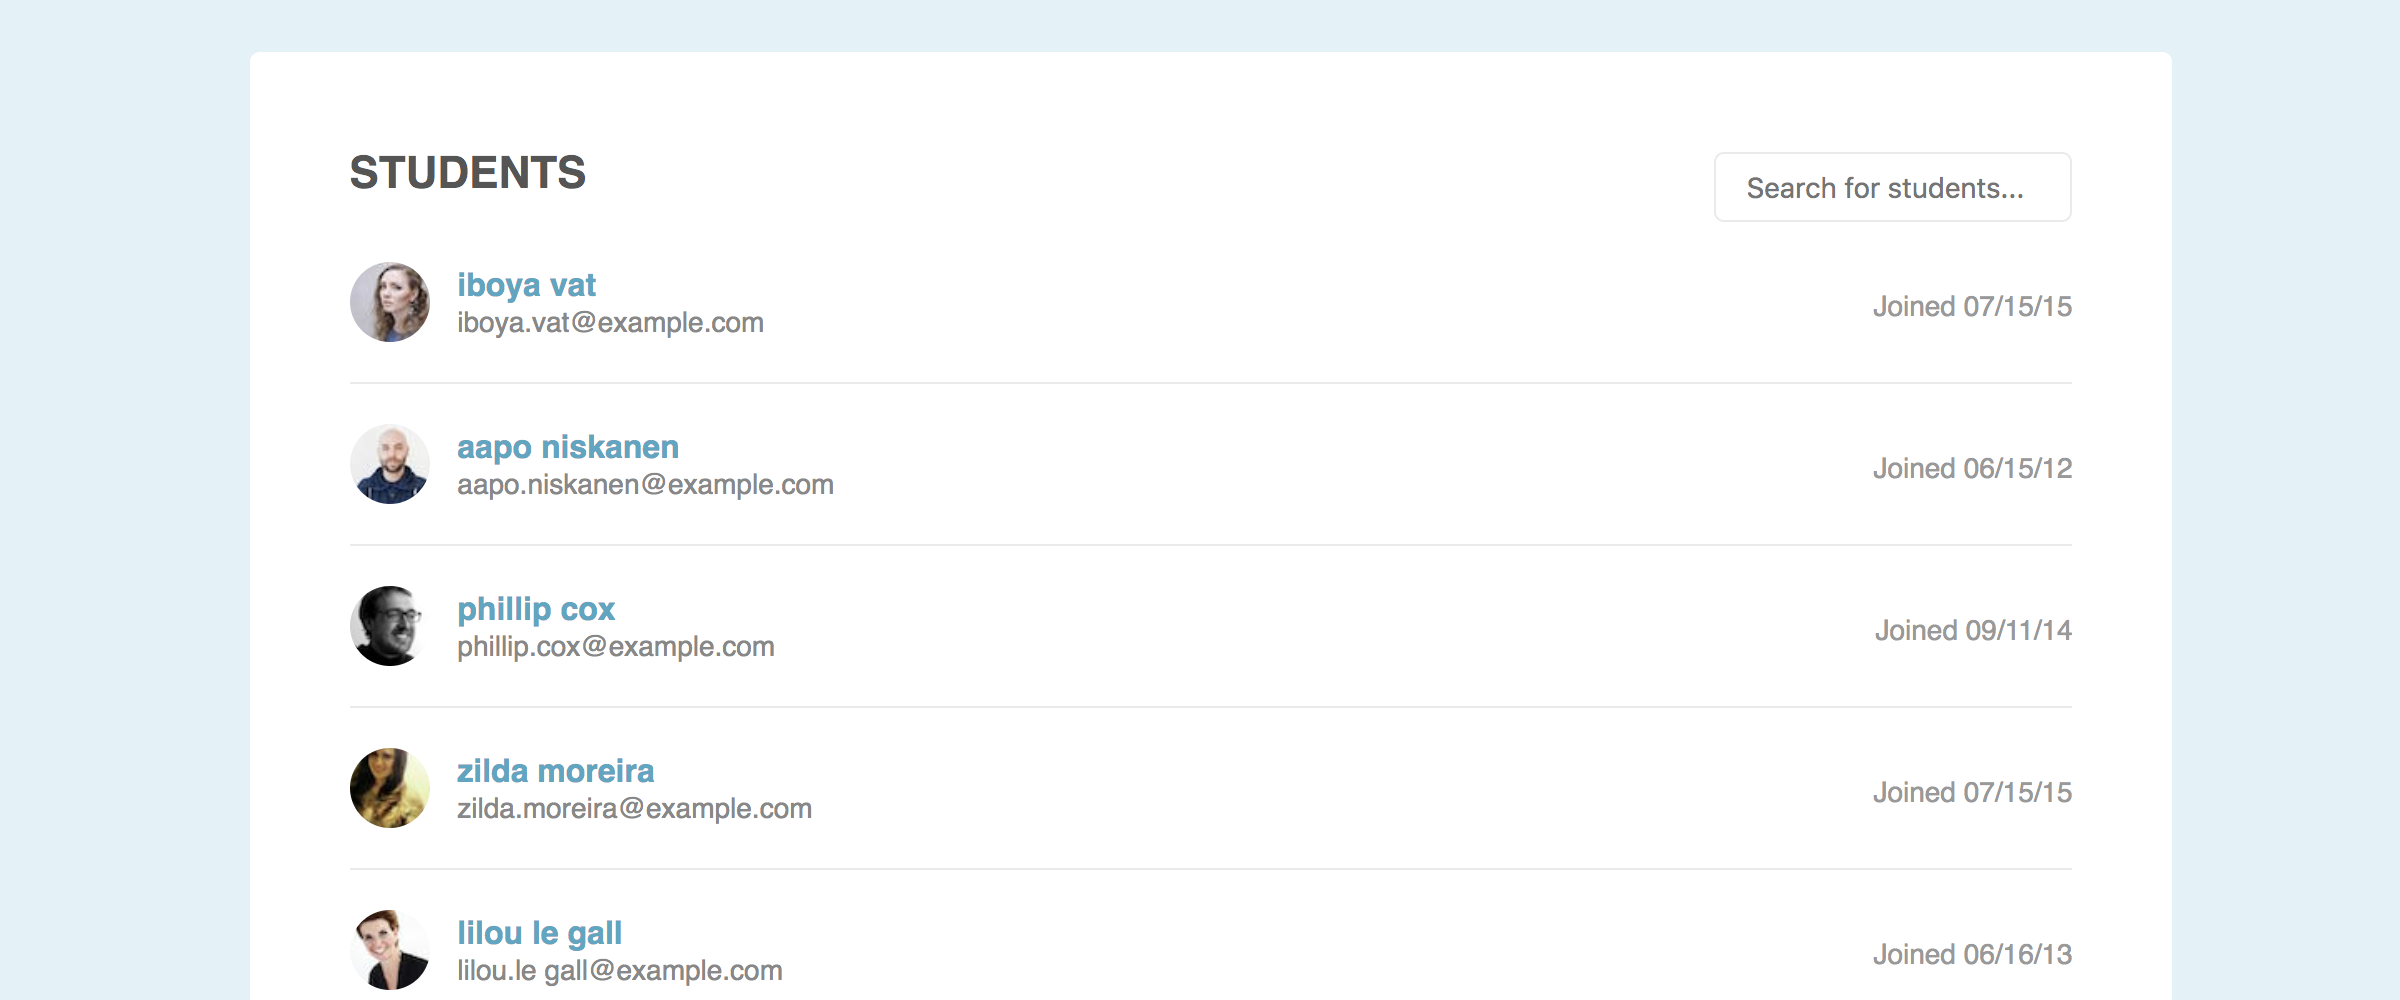 STUDENTS
Search for students...
iboya vat
iboya.vat@example.com
Joined 07/15/15
aapo niskanen
aapo.niskanen@example.com
Joined 06/15/12
phillip cox
phillip.cox@example.com
Joined 09/11/14
zilda moreira
zilda.moreira@example.com
Joined 07/15/15
lilou le gall
lilou.le gall@example.com
Joined 06/16/13